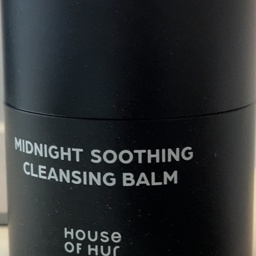 MIDNIGHT SOOTHING
CLEANSING BALM
HOUSE
OF HUR